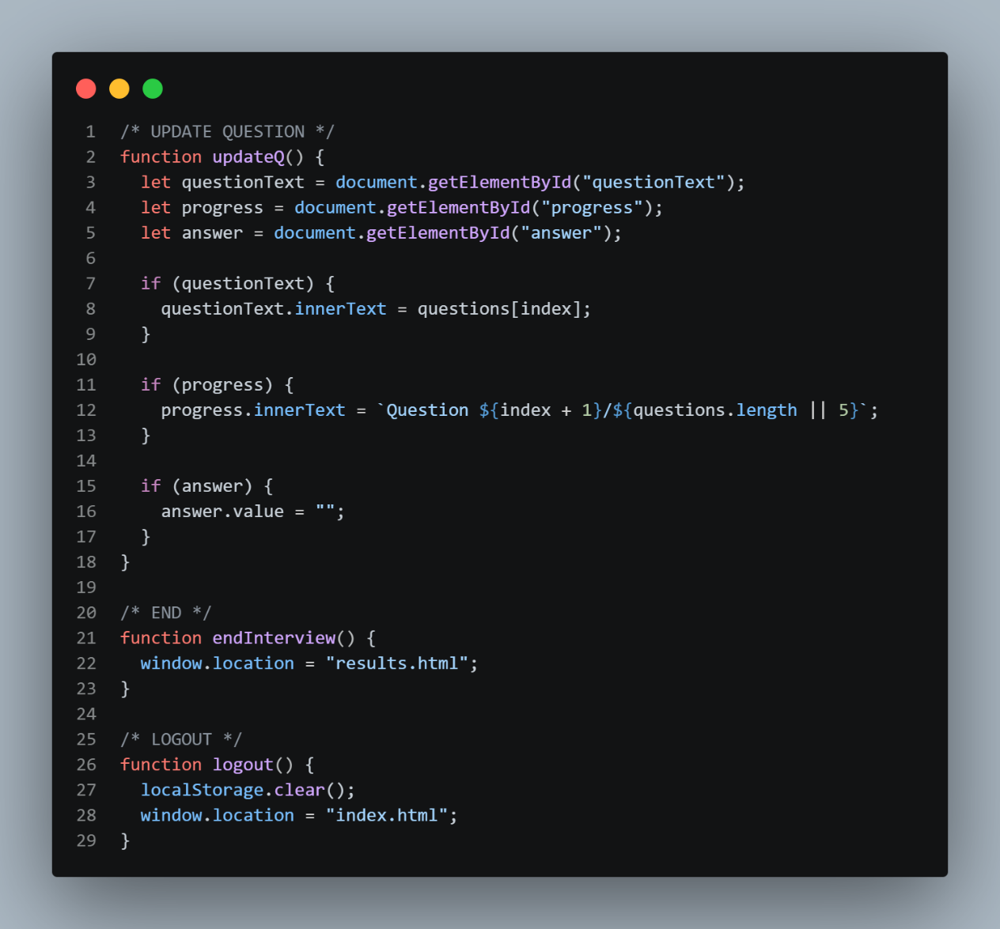 1 /* UPDATE QUESTION */
2 function updateQ() {
3   let questionText = document.getElementById("questionText");
4   let progress = document.getElementById("progress");
5   let answer = document.getElementById("answer");
6
7   if (questionText) {
8     questionText.innerText = questions[index];
9   }
10
11   if (progress) {
12     progress.innerText = `Question ${index + 1}/${questions.length || 5}`;
13   }
14
15   if (answer) {
16     answer.value = "";
17   }
18 }
19
20 /* END */
21 function endInterview() {
22   window.location = "results.html";
23 }
24
25 /* LOGOUT */
26 function logout() {
27   localStorage.clear();
28   window.location = "index.html";
29 }